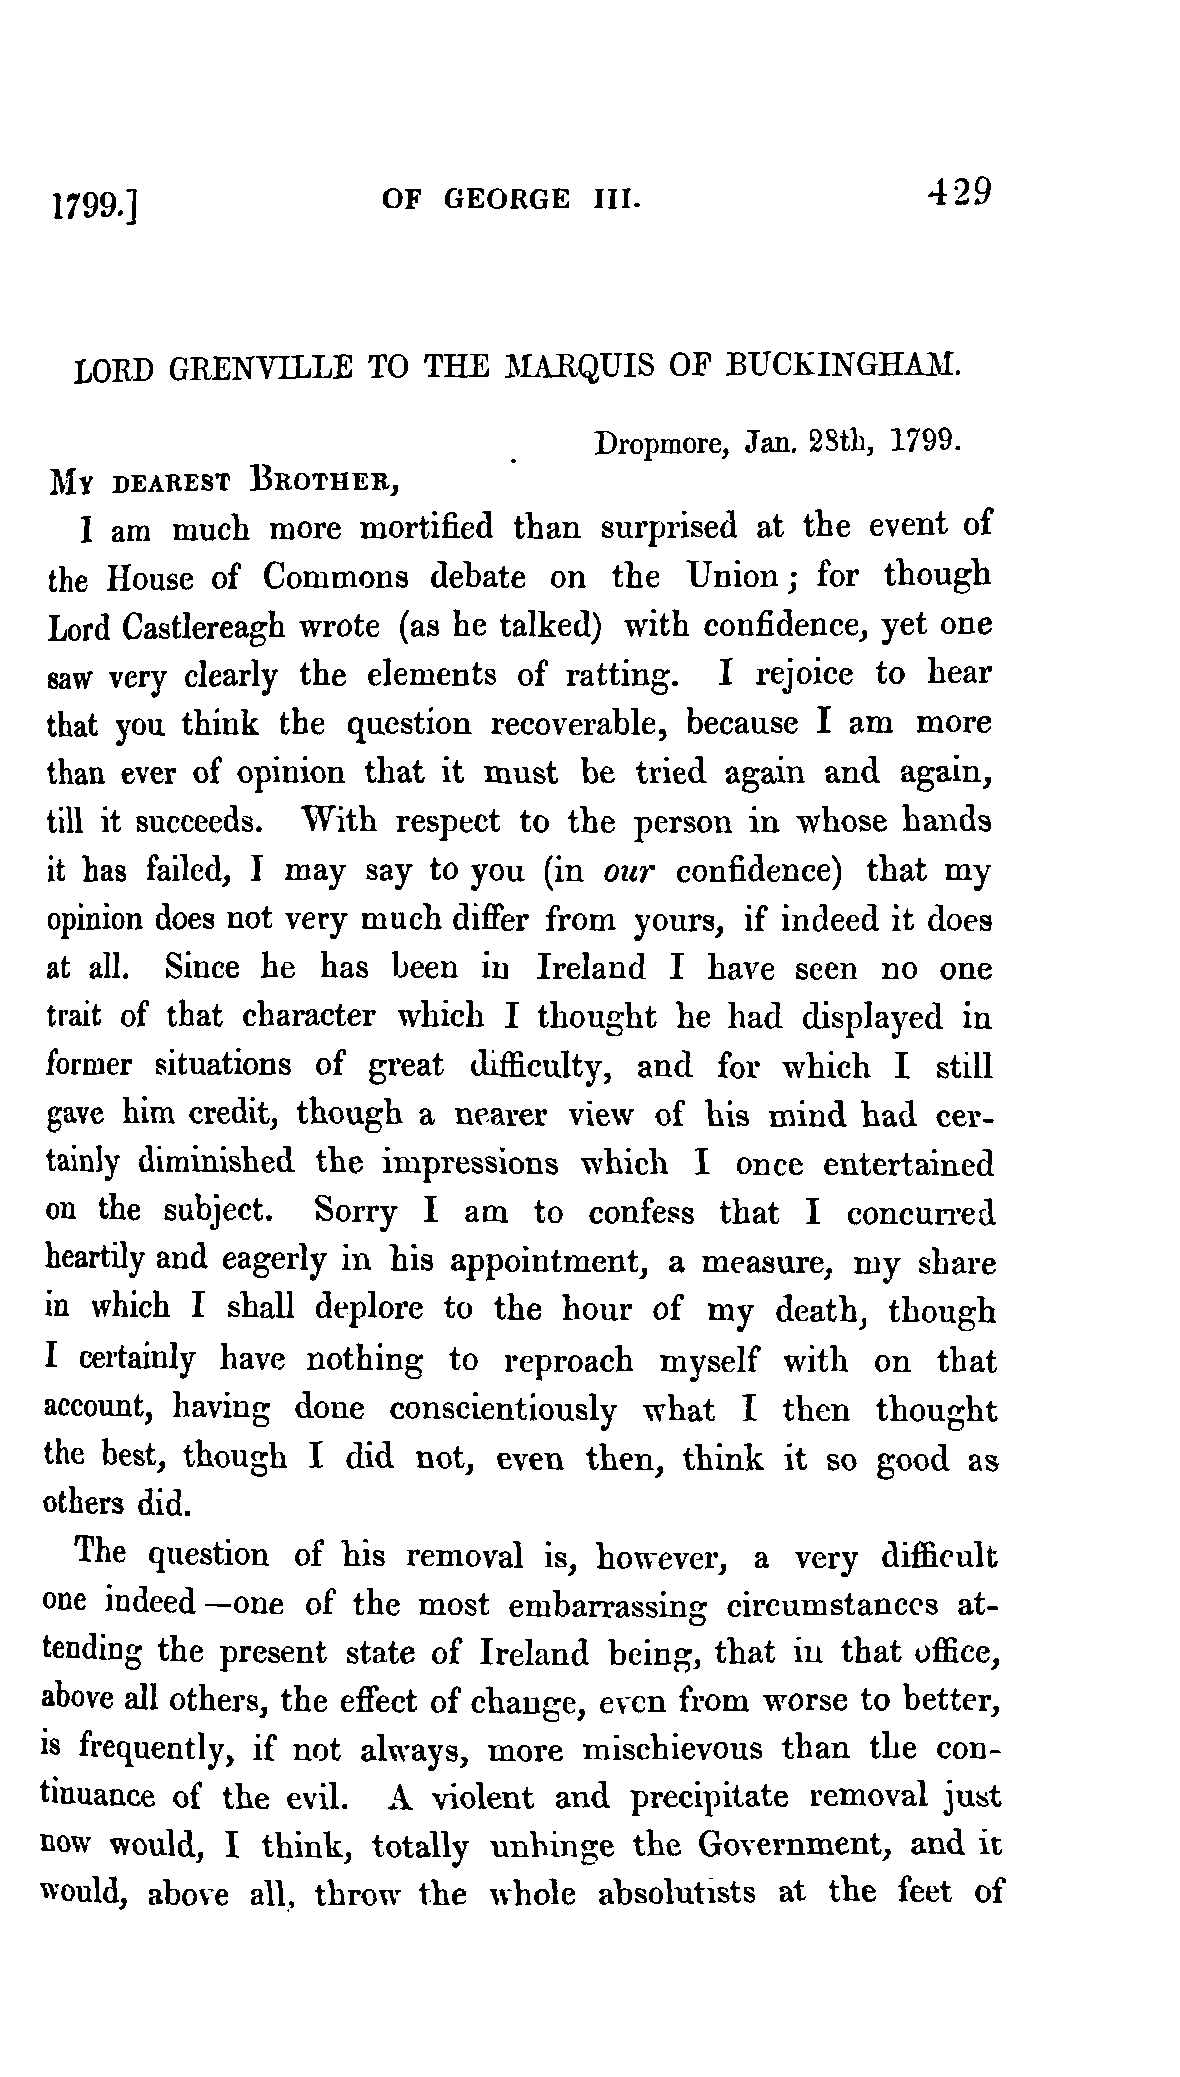 1799.] OF GEORGE III. 429
LORD GRENVILLE TO THE MARQUIS OF BUCKINGHAM.
Dropmore, Jan. 28th, 1799.
MY DEAREST BROTHER,
I am much more mortified than surprised at the event of
the House of Commons debate on the Union; for though
Lord Castlereagh wrote (as he talked) with confidence, yet one
saw very clearly the elements of ratting. I rejoice to hear
that you think the question recoverable, because I am more
than ever of opinion that it must be tried again and again,
till it succeeds. With respect to the person in whose hands
it has failed, I may say to you (in our confidence) that my
opinion does not very much differ from yours, if indeed it does
at all. Since he has been in Ireland I have seen no one
trait of that character which I thought he had displayed in
former situations of great difficulty, and for which I still
gave him credit, though a nearer view of his mind had cer-
tainly diminished the impressions which I once entertained
on the subject. Sorry I am to confess that I concurred
heartily and eagerly in his appointment, a measure, my share
in which I shall deplore to the hour of my death, though
I certainly have nothing to reproach myself with on that
account, having done conscientiously what I then thought
the best, though I did not, even then, think it so good as
others did.
The question of his removal is, however, a very difficult
one indeed—one of the most embarrassing circumstances at-
tending the present state of Ireland being, that in that office,
above all others, the effect of change, even from worse to better,
is frequently, if not always, more mischievous than the con-
tinuance of the evil. A violent and precipitate removal just
now would, I think, totally unhinge the Government, and it
would, above all, throw the whole absolutists at the feet of